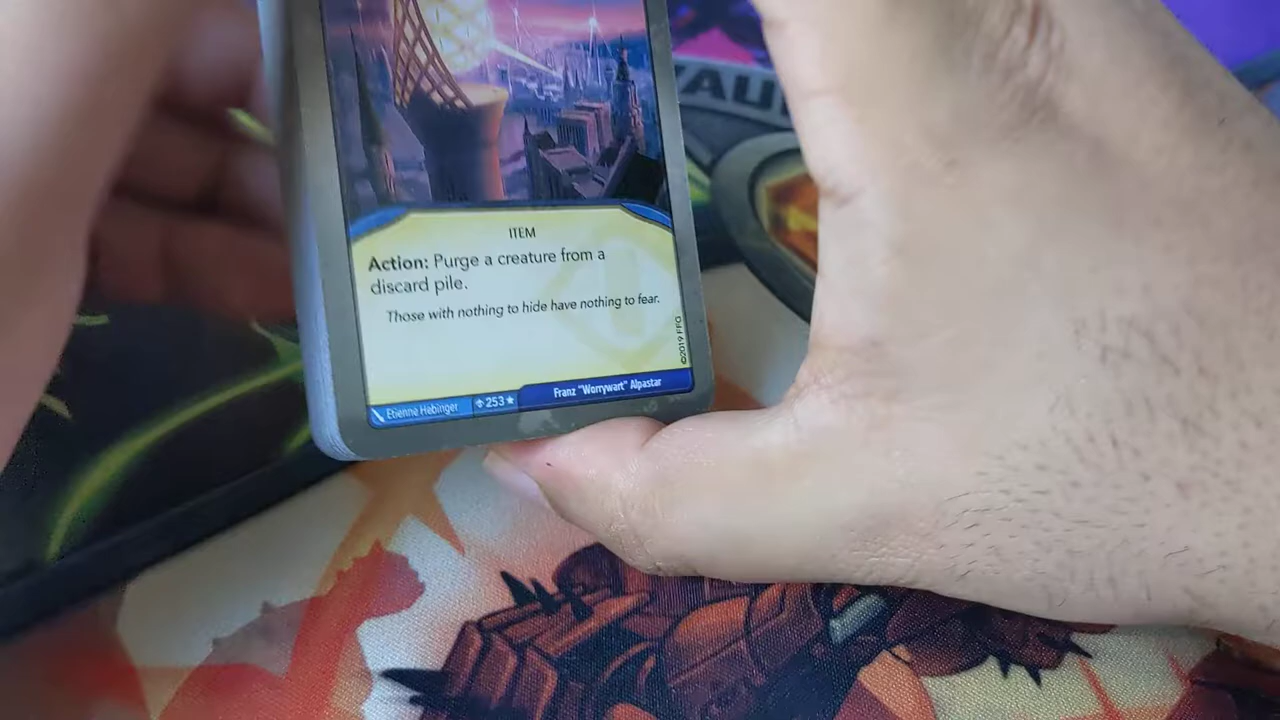 VAU
ITEM
Action: Purge a creature from a
discard pile.
Those with nothing to hide have nothing to fear.
©2019 FFG
Etienne Hebinger
253★
Franz "Worrywart" Alpastar